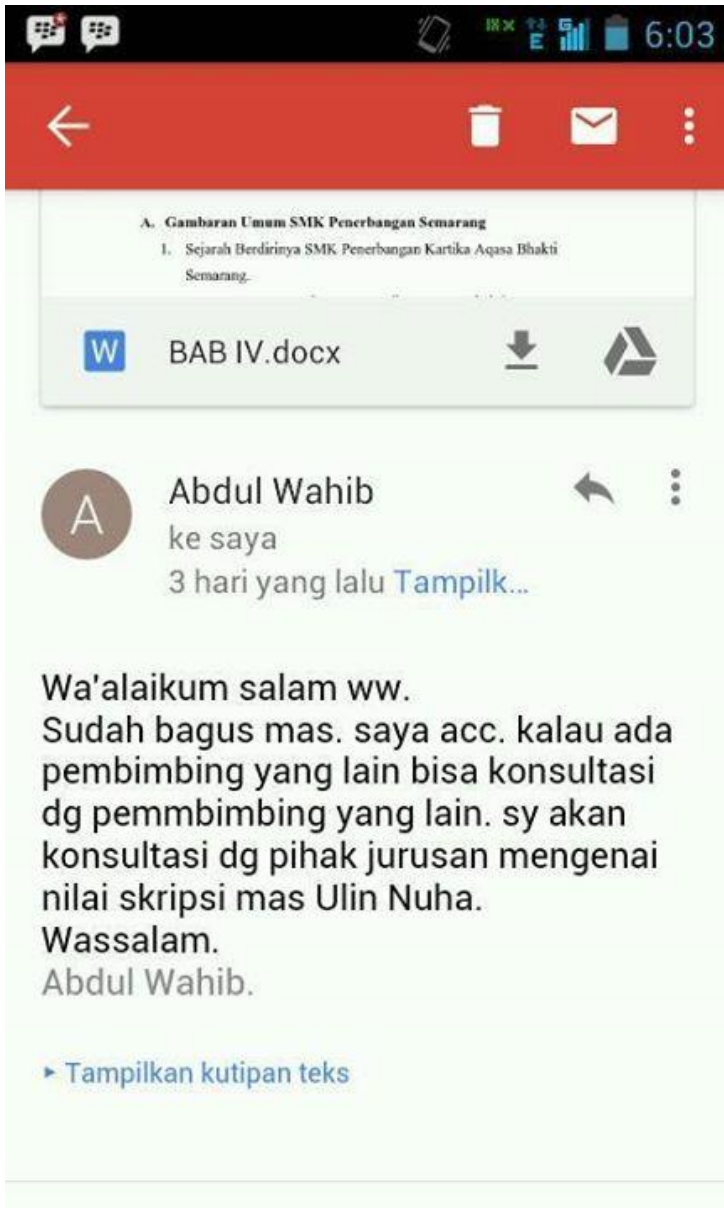 6:03
A. Gambaran Umum SMK Penerbangan Semarang
1. Sejarah Berdirinya SMK Penerbangan Kartika Aqasa Bhakti
Semarang.
W BAB IV.docx
A
Abdul Wahib
ke saya
3 hari yang lalu Tampilk...
Wa'alaikum salam ww.
Sudah bagus mas. saya acc. kalau ada
pembimbing yang lain bisa konsultasi
dg pemmbimbing yang lain. sy akan
konsultasi dg pihak jurusan mengenai
nilai skripsi mas Ulin Nuha.
Wassalam.
Abdul Wahib.
Tampilkan kutipan teks